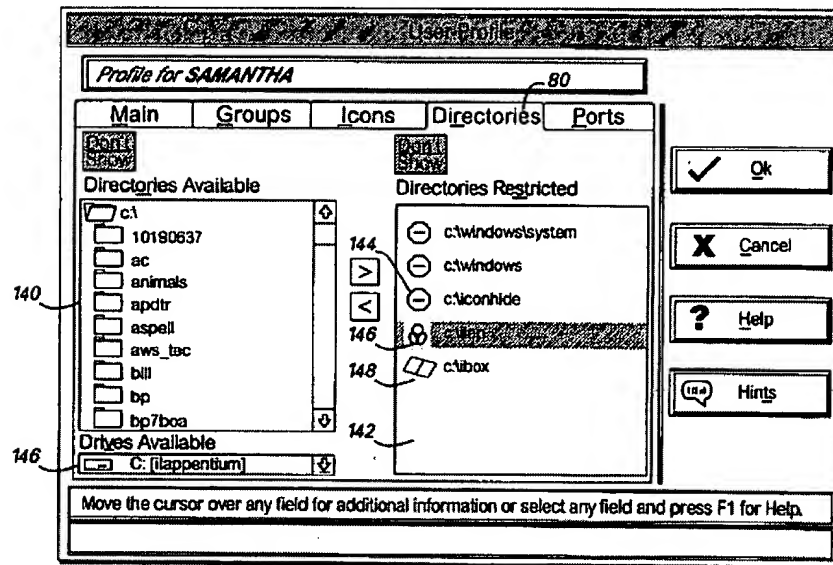 User Profile
Profile for SAMANTHA
80
Main Groups Icons Directories Ports
Don't Show
Don't Show
Directories Available
Directories Restricted
c:\
10190637
ac
animals
apdtr
aspell
aws_tec
bill
bp
bp7boa
>
<
c:\windows\system
c:\windows
c:\iconhide
c:\ibox
140
144
146
148
142
Drives Available
146
C: [ilappentium]
Ok
X Cancel
? Help
Hints
Move the cursor over any field for additional information or select any field and press F1 for Help.